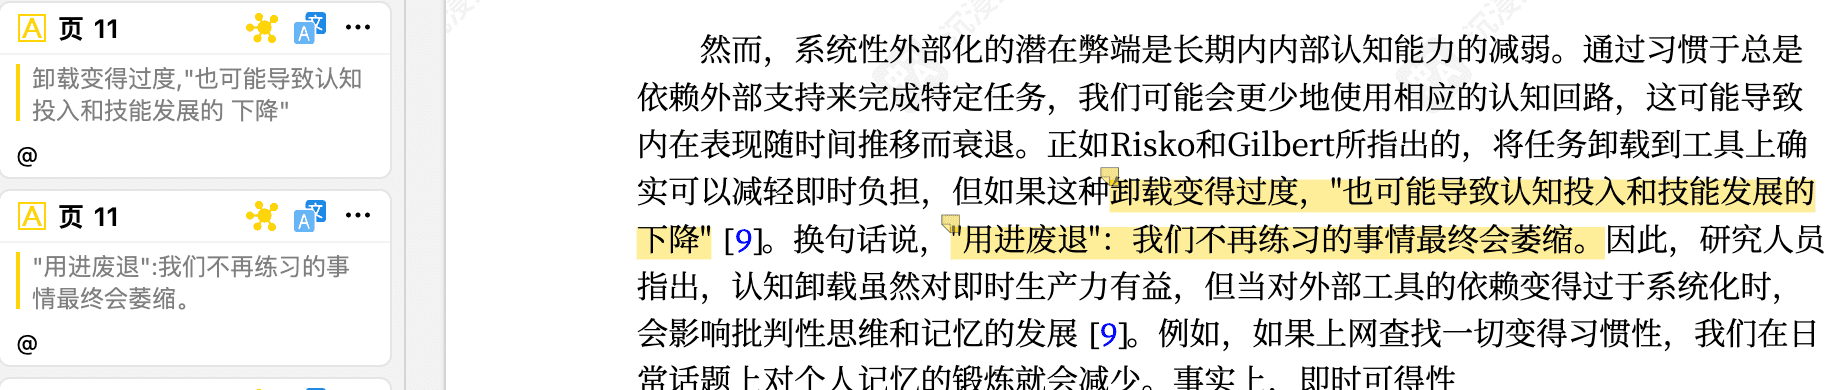 页 11
卸载变得过度,"也可能导致认知
投入和技能发展的 下降"
@
页 11
"用进废退":我们不再练习的事
情最终会萎缩。
@
然而，系统性外部化的潜在弊端是长期内内部认知能力的减弱。通过习惯于总是
依赖外部支持来完成特定任务，我们可能会更少地使用相应的认知回路，这可能导致
内在表现随时间推移而衰退。正如Risko和Gilbert所指出的，将任务卸载到工具上确
实可以减轻即时负担，但如果这种卸载变得过度，"也可能导致认知投入和技能发展的
下降" [9]。换句话说，"用进废退"：我们不再练习的事情最终会萎缩。因此，研究人员
指出，认知卸载虽然对即时生产力有益，但当对外部工具的依赖变得过于系统化时，
会影响批判性思维和记忆的发展 [9]。例如，如果上网查找一切变得习惯性，我们在日
常话题上对个人记忆的锻炼就会减少。事实上，即时可得性